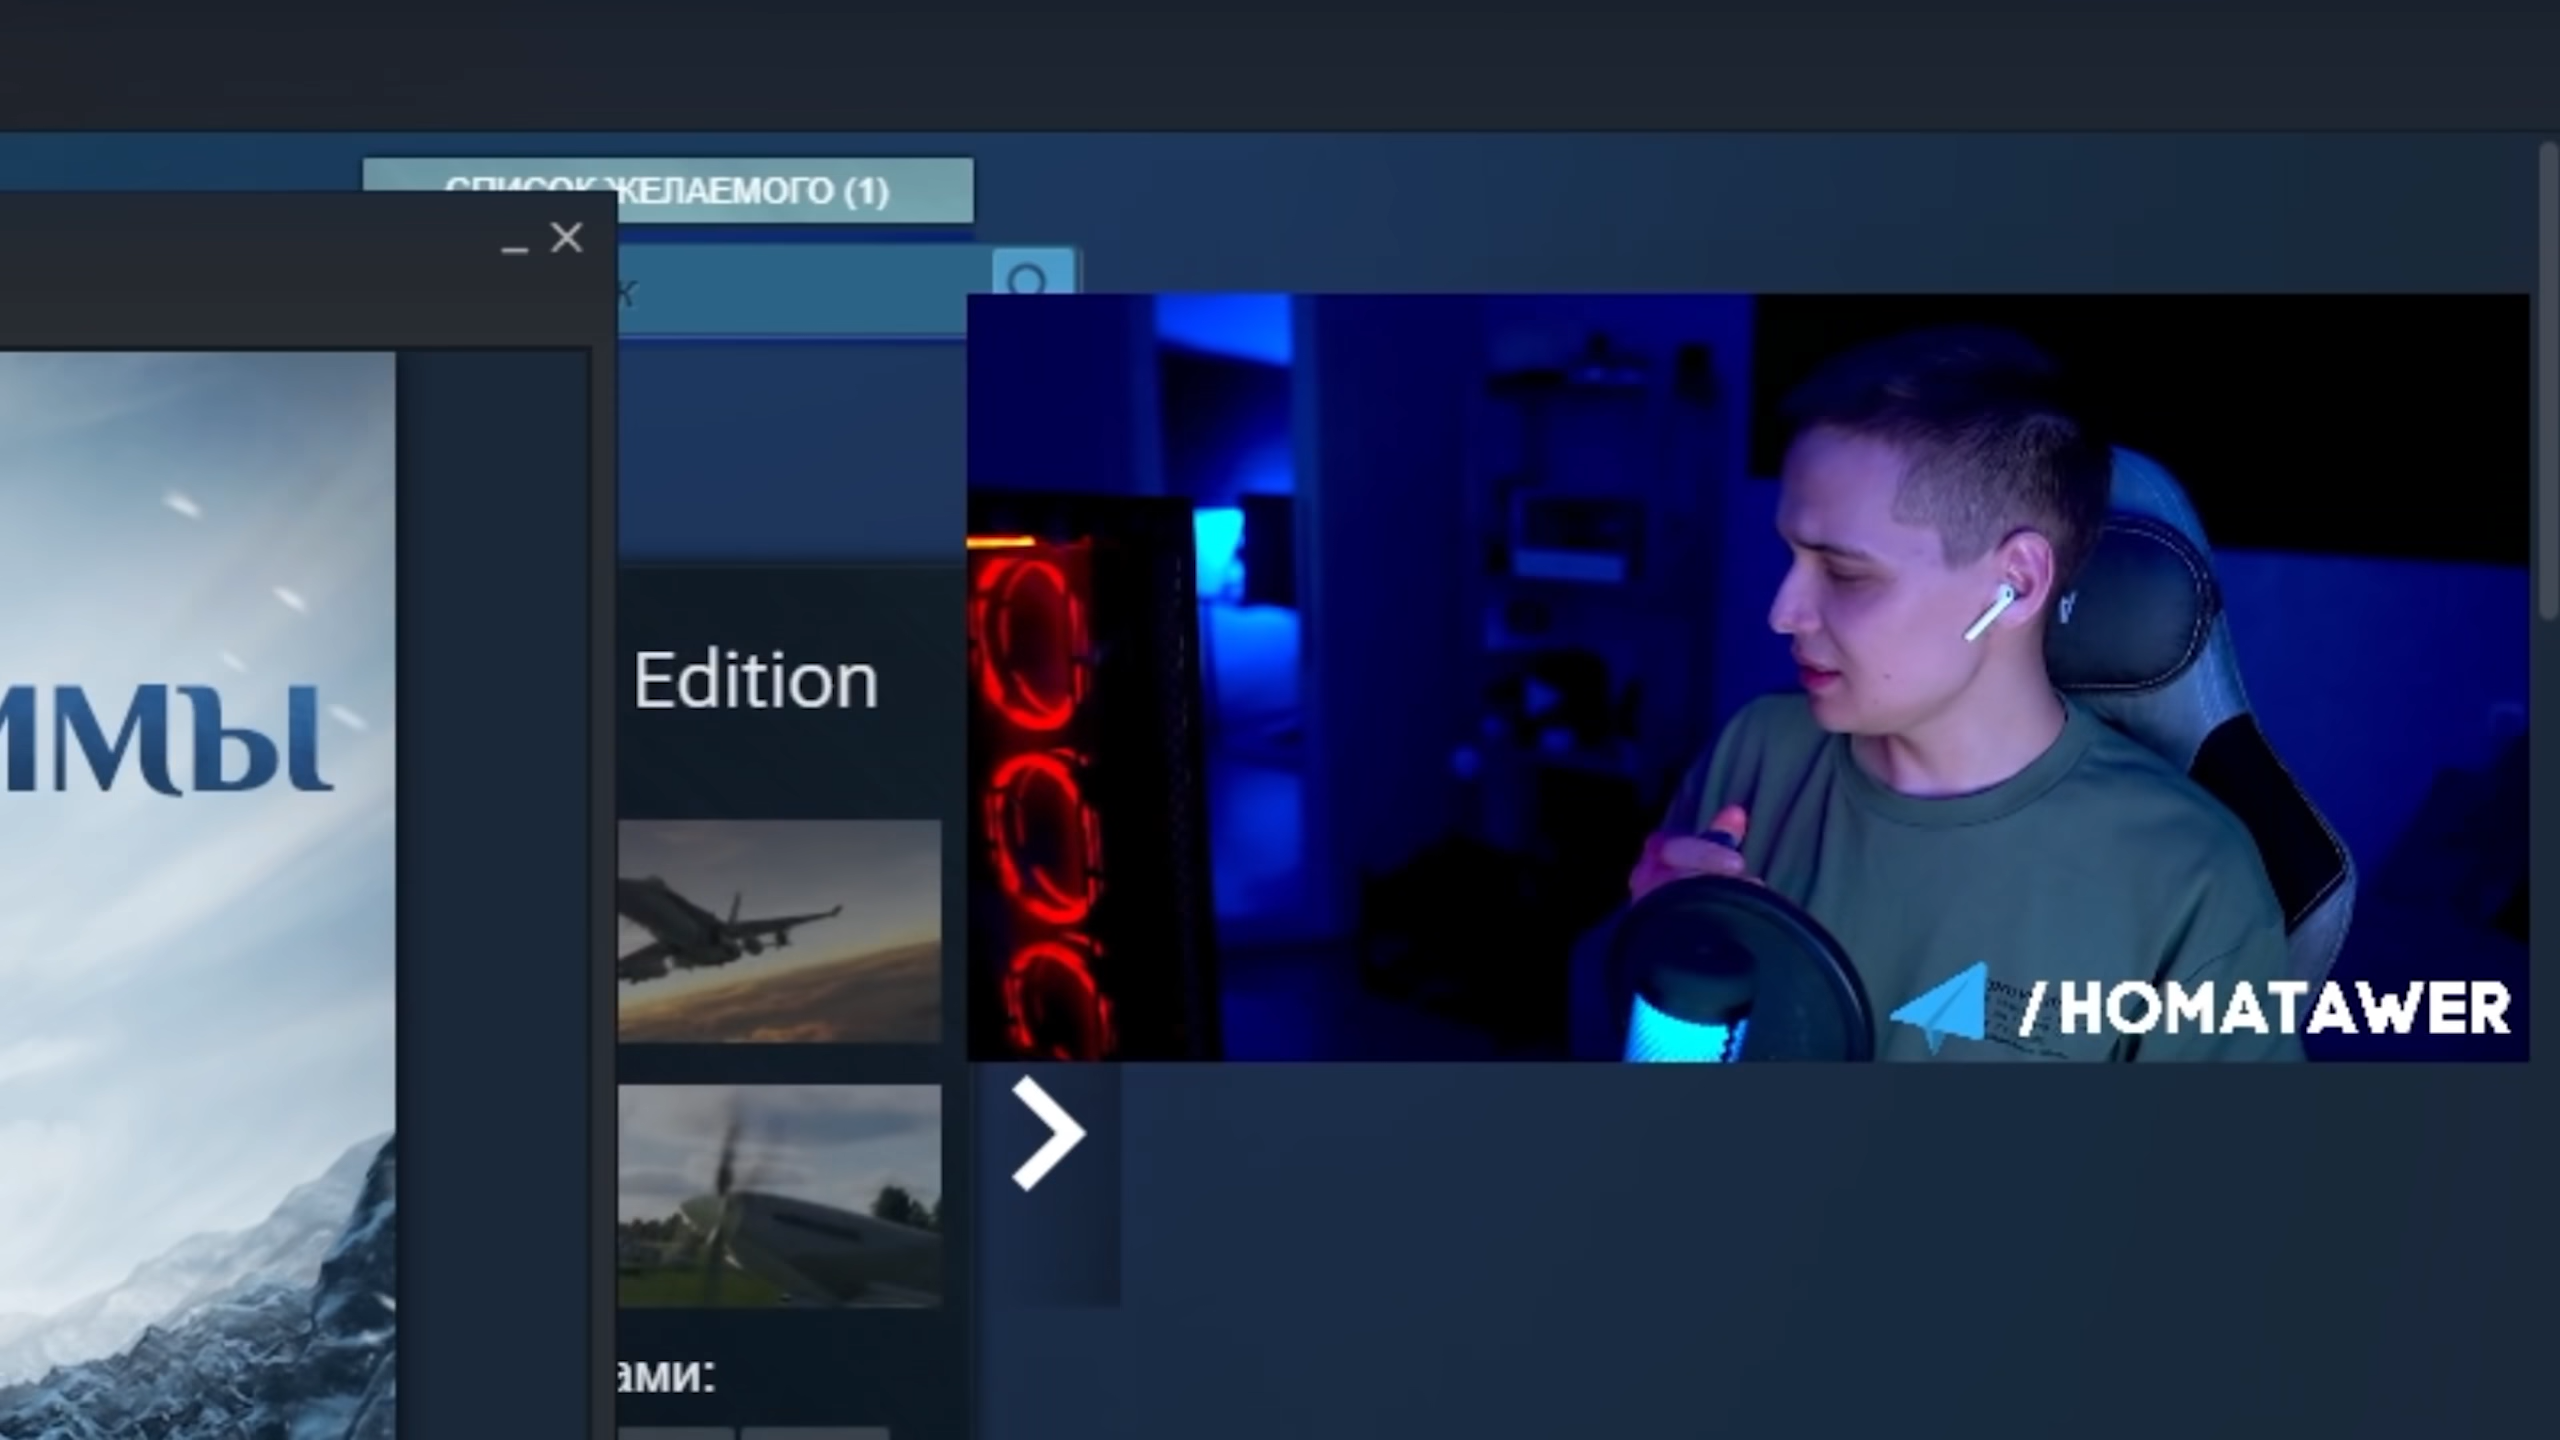 СПИСОК ЖЕЛАЕМОГО (1)
Edition
ИМЫ
/HOMATAWER
ами: